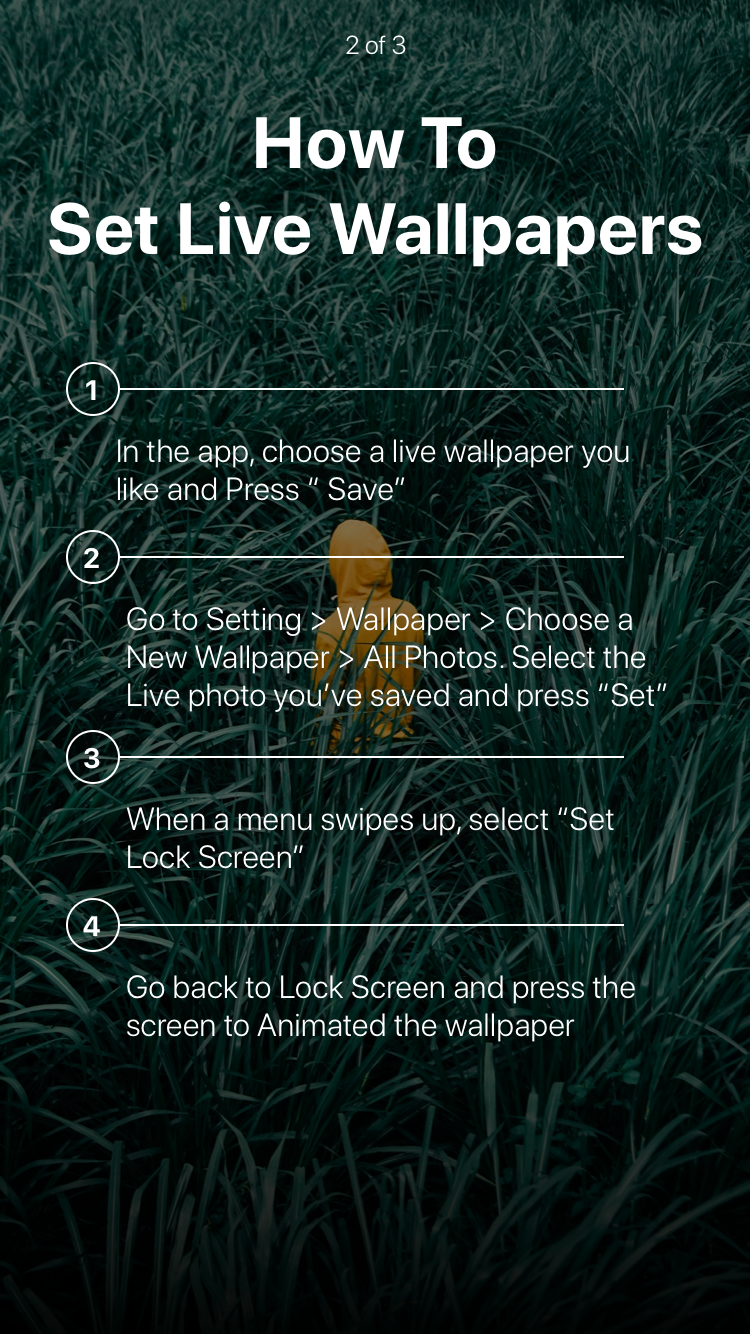 2 of 3
How To
Set Live Wallpapers
1
In the app, choose a live wallpaper you
like and Press “ Save”
2
Go to Setting > Wallpaper > Choose a
New Wallpaper > All Photos. Select the
Live photo you’ve saved and press “Set”
3
When a menu swipes up, select “Set
Lock Screen”
4
Go back to Lock Screen and press the
screen to Animated the wallpaper